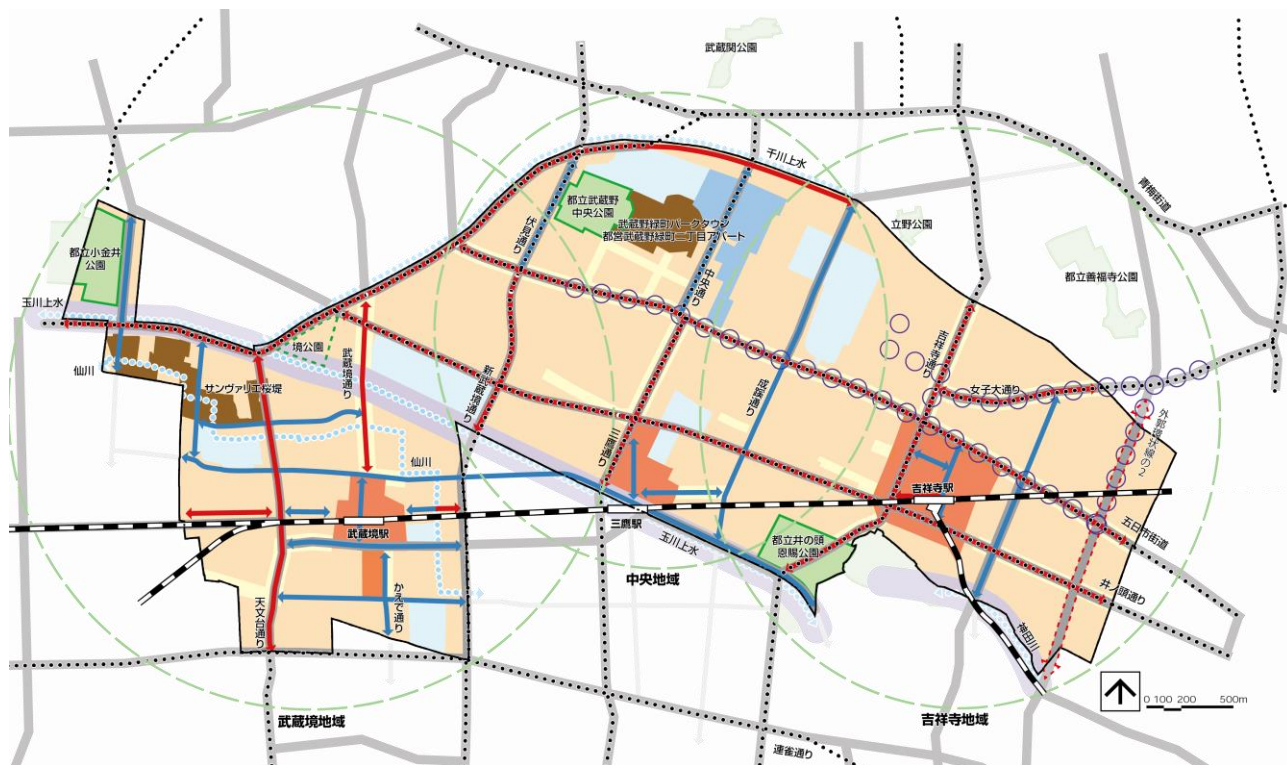 武蔵関公園
千川上水
青梅街道
都立武蔵野
中央公園
武蔵野緑町パークタウン
都営武蔵野緑町二丁目アパート
立野公園
伏見通り
中央通り
都立小金井
公園
都立善福寺公園
玉川上水
境公園
武蔵境通り
吉祥寺通り
仙川
サンヴァリエ桜堤
新武蔵境通り
成蹊通り
女子大通り
外郭環状線の2
三鷹通り
仙川
吉祥寺駅
武蔵境駅
三鷹駅
五日市街道
玉川上水
都立井の頭
恩賜公園
中央地域
井ノ頭通り
かえで通り
天文台通り
神田川
0 100 200 500m
武蔵境地域
吉祥寺地域
連雀通り